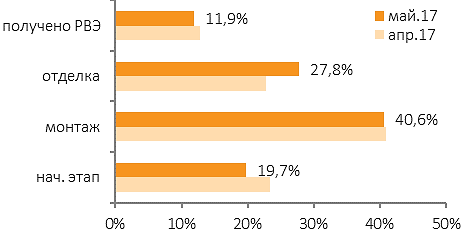 получено РВЭ
11,9%
май.17
апр.17
отделка
27,8%
монтаж
40,6%
нач. этап
19,7%
0% 10% 20% 30% 40% 50%